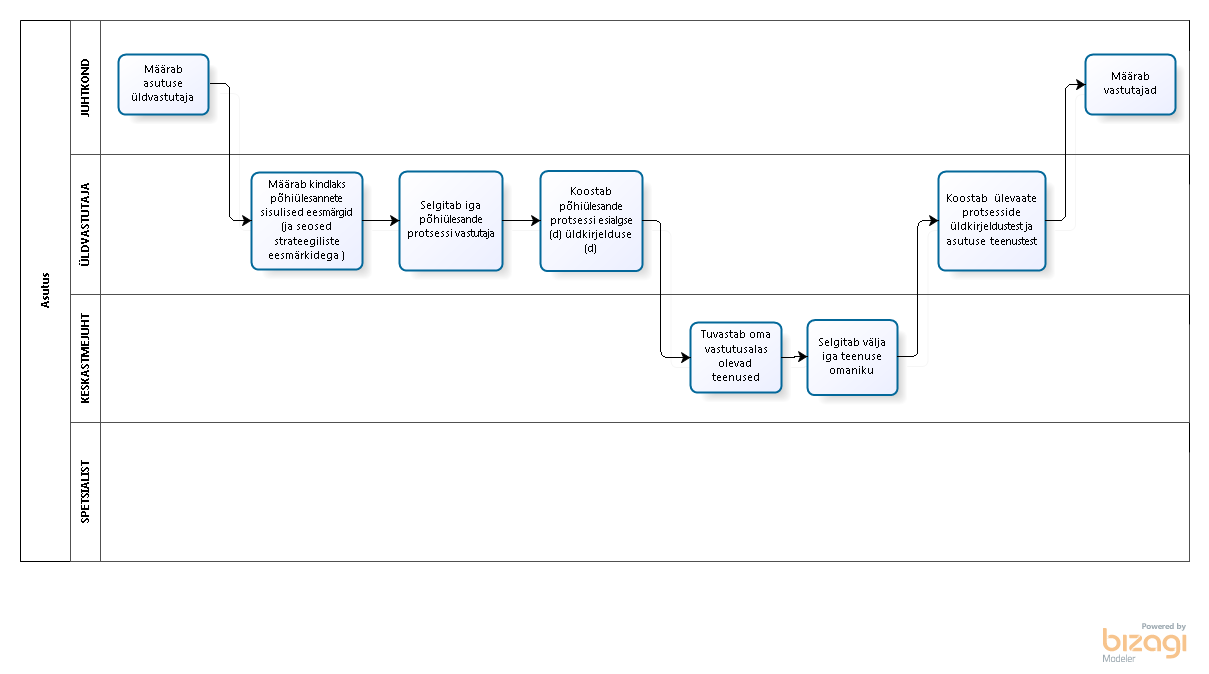 Asutus
JUHTKOND
Määrab
asutuse
üldvastutaja
Määrab
vastutajad
ÜLDVASTUTAJA
Määrab kindlaks
põhiülesannete
sisulised eesmärgid
(ja seosed
strateegiliste
eesmärkidega )
Selgitab iga
põhiülesande
protsessi vastutaja
Koostab
põhiülesande
protsessi esialgse
(d) üldkirjelduse
(d)
Koostab ülevaate
protsesside
üldkirjeldustest ja
asutuse teenustest
KESKASTMEJUHT
Tuvastab oma
vastutusalas
olevad
teenused
Selgitab välja
iga teenuse
omaniku
SPETSIALIST
Powered by
bizagi
Modeler